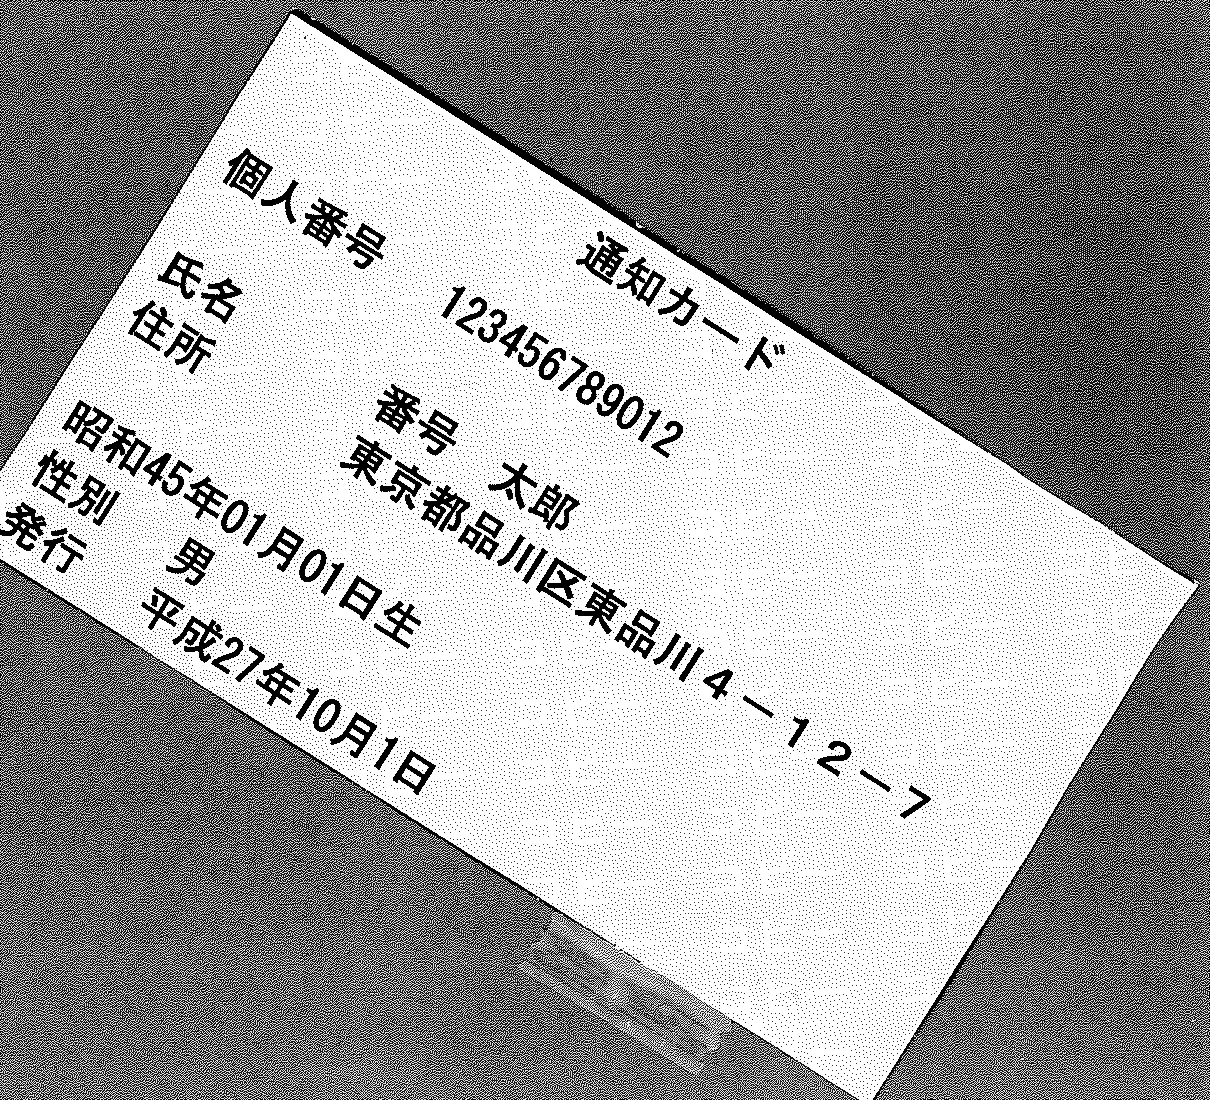 通知カード
個人番号 123456789012
氏名 番号 太郎
住所 東京都品川区東品川４－１２－７
昭和45年01月01日生
性別 男
発行 平成27年10月1日